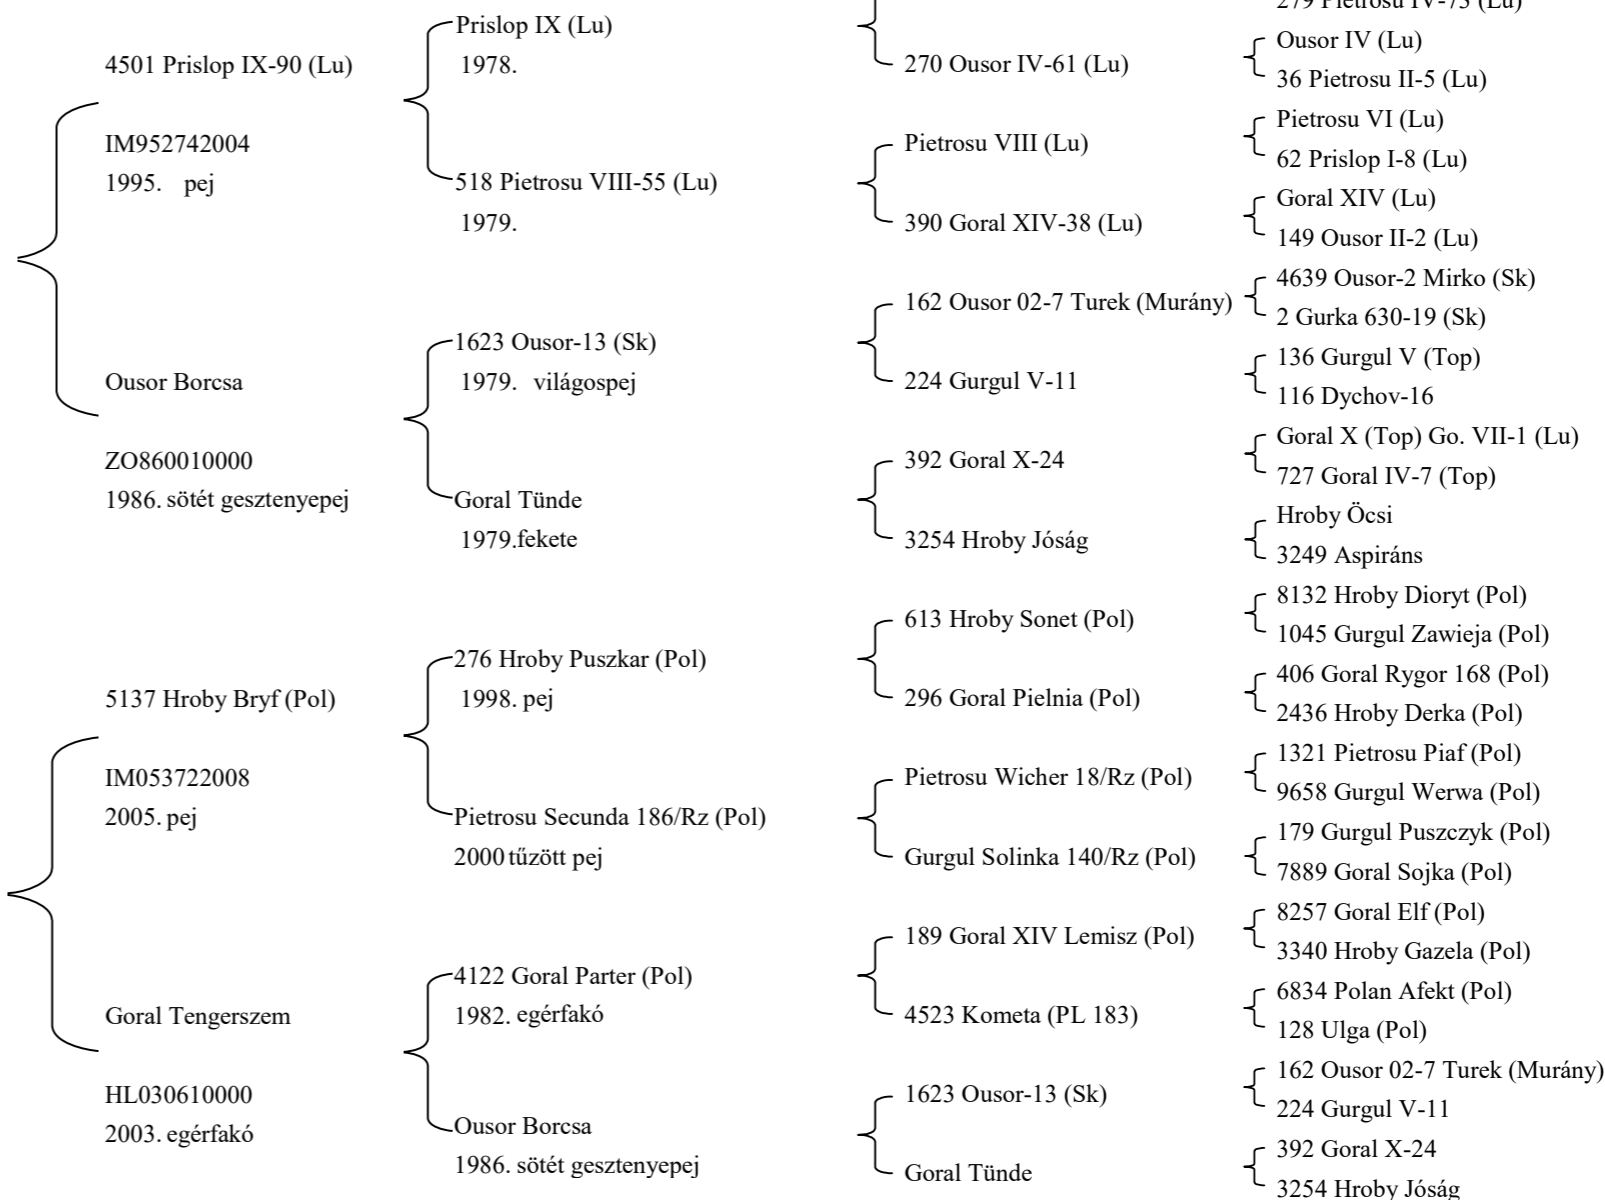 279 Pietrosu IV-73 (Lu)
Prislop IX (Lu)
Ousor IV (Lu)
4501 Prislop IX-90 (Lu)
1978.
270 Ousor IV-61 (Lu)
36 Pietrosu II-5 (Lu)
Pietrosu VI (Lu)
IM952742004
Pietrosu VIII (Lu)
62 Prislop I-8 (Lu)
1995. pej
518 Pietrosu VIII-55 (Lu)
Goral XIV (Lu)
1979.
390 Goral XIV-38 (Lu)
149 Ousor II-2 (Lu)
4639 Ousor-2 Mirko (Sk)
162 Ousor 02-7 Turek (Murány)
2 Gurka 630-19 (Sk)
1623 Ousor-13 (Sk)
136 Gurgul V (Top)
Ousor Borcsa
1979. világospej
224 Gurgul V-11
116 Dychov-16
Goral X (Top) Go. VII-1 (Lu)
ZO860010000
392 Goral X-24
727 Goral IV-7 (Top)
1986. sötét gesztenyepej
Goral Tünde
Hroby Öcsi
1979.fekete
3254 Hroby Jóság
3249 Aspiráns
8132 Hroby Dioryt (Pol)
613 Hroby Sonet (Pol)
1045 Gurgul Zawieja (Pol)
276 Hroby Puszkar (Pol)
406 Goral Rygor 168 (Pol)
5137 Hroby Bryf (Pol)
1998. pej
296 Goral Pielnia (Pol)
2436 Hroby Derka (Pol)
1321 Pietrosu Piaf (Pol)
IM053722008
Pietrosu Wicher 18/Rz (Pol)
9658 Gurgul Werwa (Pol)
2005. pej
Pietrosu Secunda 186/Rz (Pol)
179 Gurgul Puszczyk (Pol)
2000 tűzött pej
Gurgul Solinka 140/Rz (Pol)
7889 Goral Sojka (Pol)
8257 Goral Elf (Pol)
189 Goral XIV Lemisz (Pol)
3340 Hroby Gazela (Pol)
4122 Goral Parter (Pol)
6834 Polan Afekt (Pol)
Goral Tengerszem
1982. egérfakó
4523 Kometa (PL 183)
128 Ulga (Pol)
162 Ousor 02-7 Turek (Murány)
HL030610000
1623 Ousor-13 (Sk)
224 Gurgul V-11
2003. egérfakó
Ousor Borcsa
392 Goral X-24
1986. sötét gesztenyepej
Goral Tünde
3254 Hroby Jóság